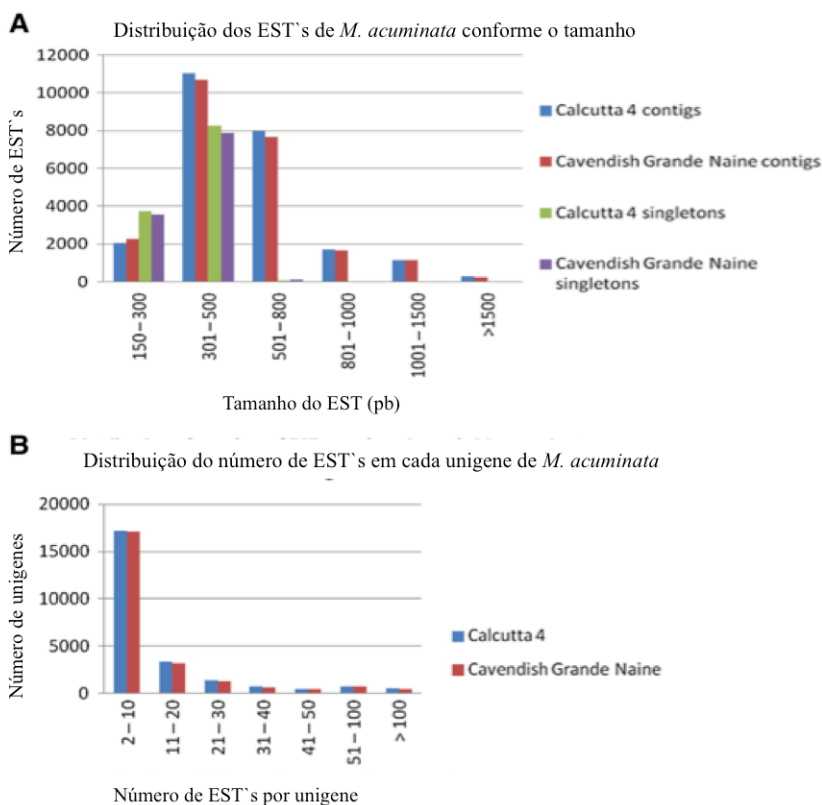 A
Distribuição dos EST`s de M. acuminata conforme o tamanho
Número de EST`s
12000
10000
8000
6000
4000
2000
0
150–300
301–500
501–800
801–1000
1001–1500
>1500
Tamanho do EST (pb)
Calcutta 4 contigs
Cavendish Grande Naine contigs
Calcutta 4 singletons
Cavendish Grande Naine
singletons
B
Distribuição do número de EST`s em cada unigene de M. acuminata
Número de unigenes
20000
15000
10000
5000
0
2–10
11–20
21–30
31–40
41–50
51–100
>100
Número de EST`s por unigene
Calcutta 4
Cavendish Grande Naine